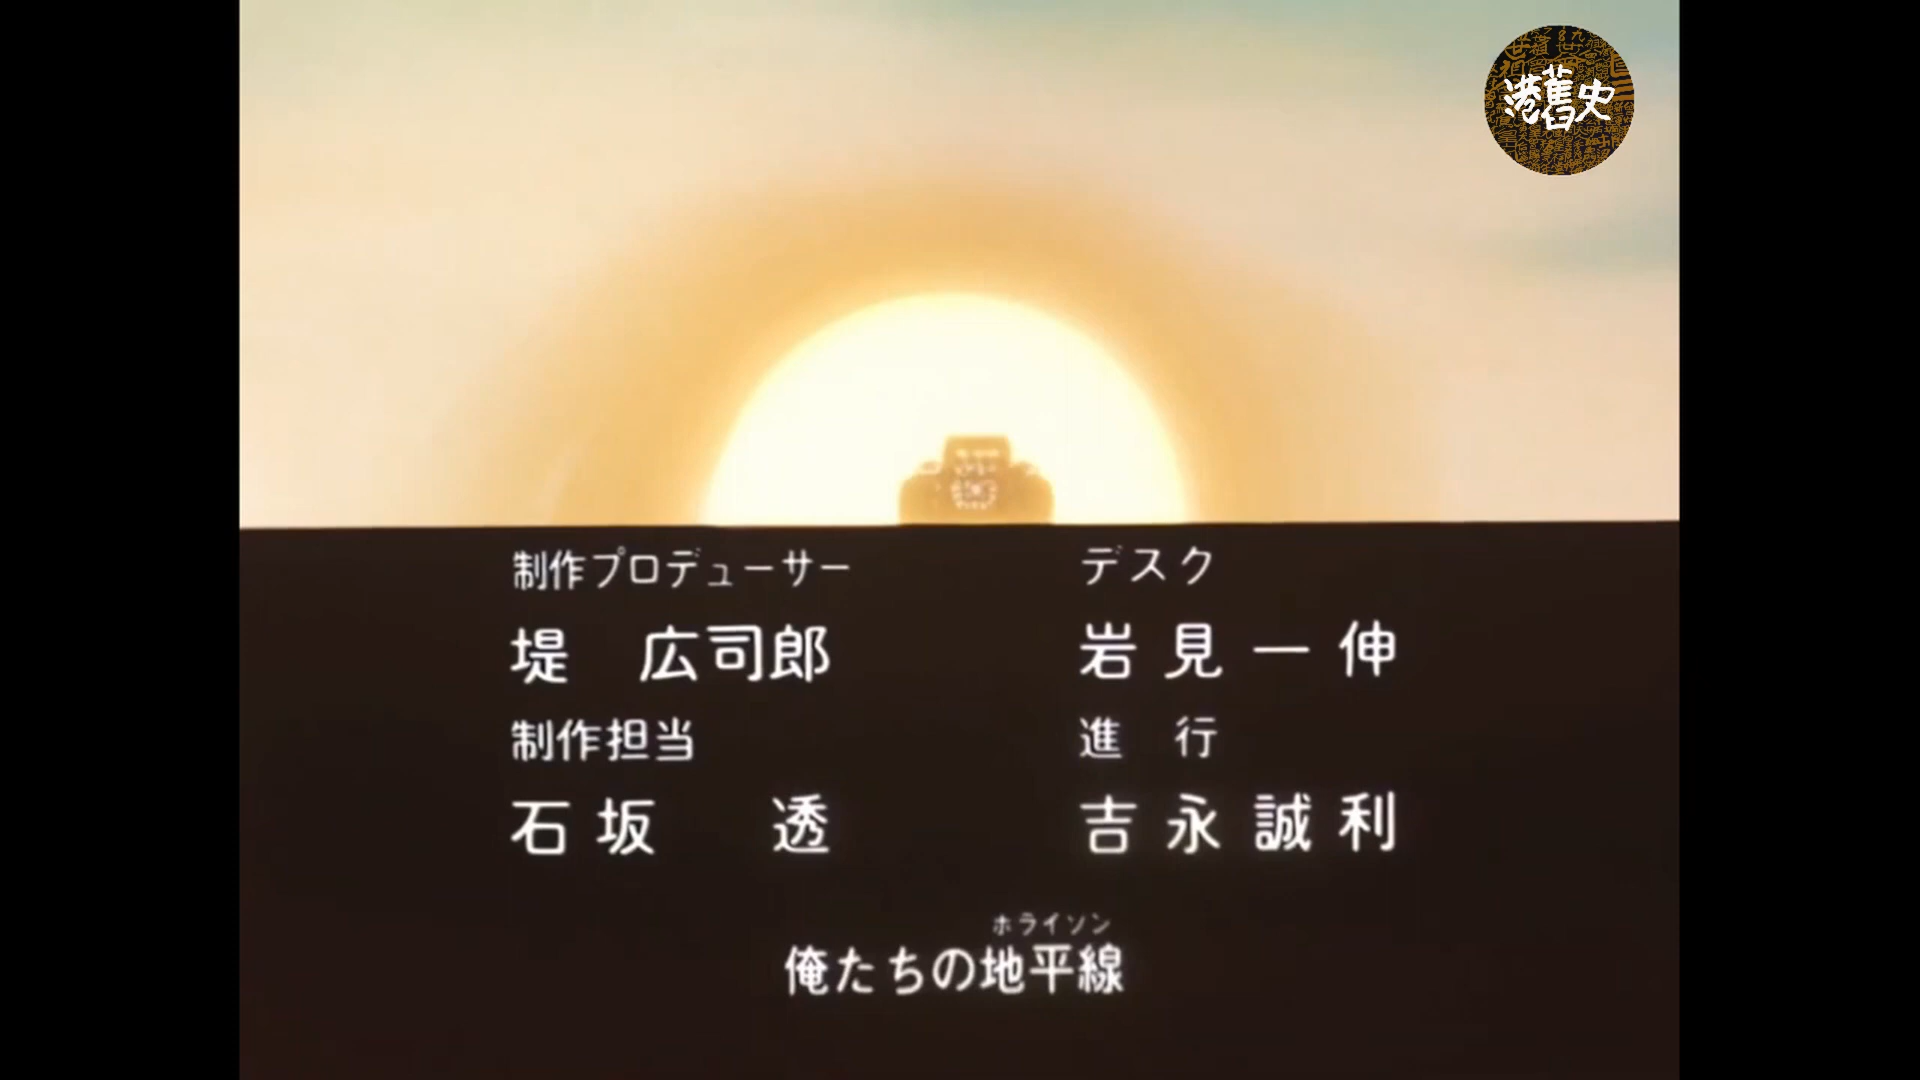 港舊史
制作プロデューサー
堤　広司郎
デスク
岩見一伸
制作担当
石坂　透
進　行
吉永誠利
ホライソン
俺たちの地平線